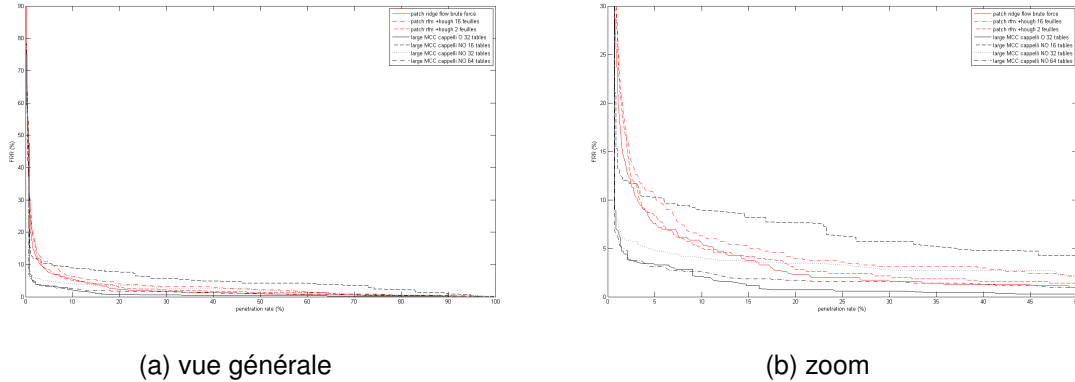 90
80
70
60
50
40
30
20
10
0
FRR (%)
0 10 20 30 40 50 60 70 80 90 100
penetration rate (%)
patch ridge flow brute force
patch rfm +hough 16 feuilles
patch rfm +hough 2 feuilles
large MCC cappelli O 32 tables
large MCC cappelli NO 16 tables
large MCC cappelli NO 32 tables
large MCC cappelli NO 64 tables
(a) vue générale
30
25
20
15
10
5
0
FRR (%)
0 5 10 15 20 25 30 35 40 45
penetration rate (%)
patch ridge flow brute force
patch rfm +hough 16 feuilles
patch rfm +hough 2 feuilles
large MCC cappelli O 32 tables
large MCC cappelli NO 16 tables
large MCC cappelli NO 32 tables
large MCC cappelli NO 64 tables
(b) zoom